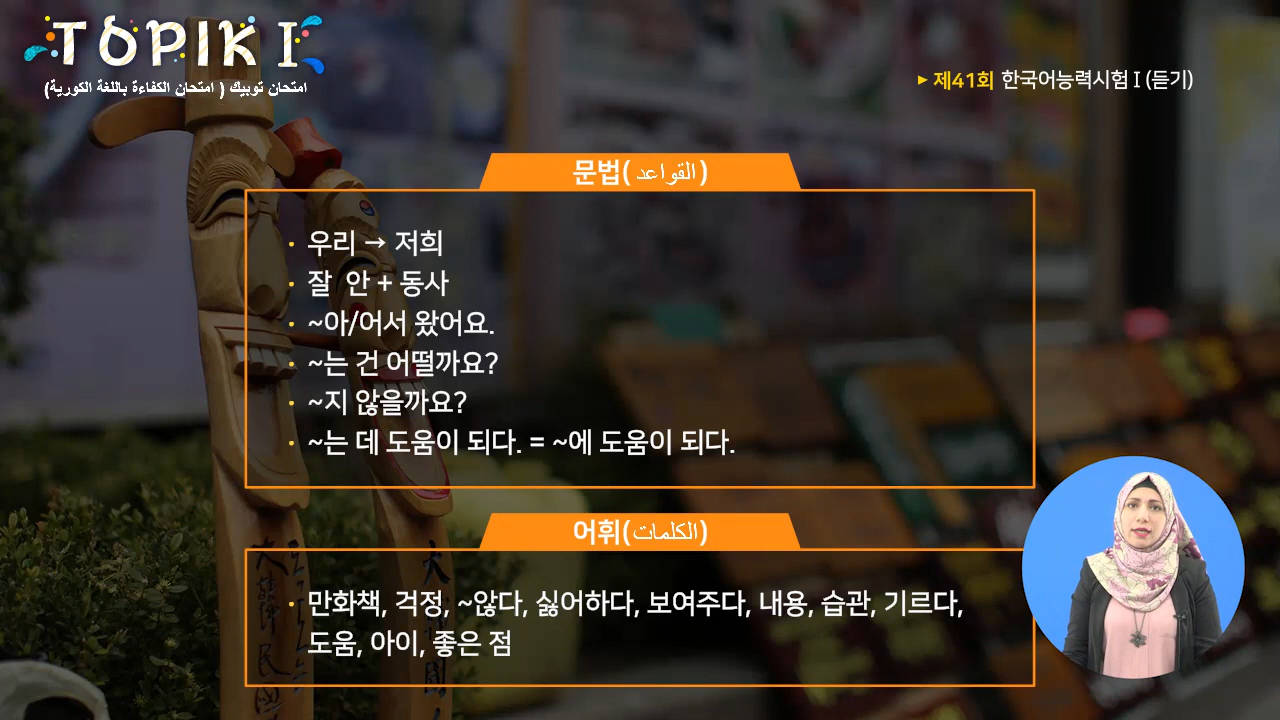 TOPIK I
امتحان توبيك ( امتحان الكفاءة باللغة الكورية)
▶ 제41회 한국어능력시험 I (듣기)
문법(القواعد)
· 우리 → 저희
· 잘 안 + 동사
· ~아/어서 왔어요.
· ~는 건 어떨까요?
· ~지 않을까요?
· ~는 데 도움이 되다. = ~에 도움이 되다.
어휘(الكلمات)
· 만화책, 걱정, ~않다, 싫어하다, 보여주다, 내용, 습관, 기르다,
도움, 아이, 좋은 점